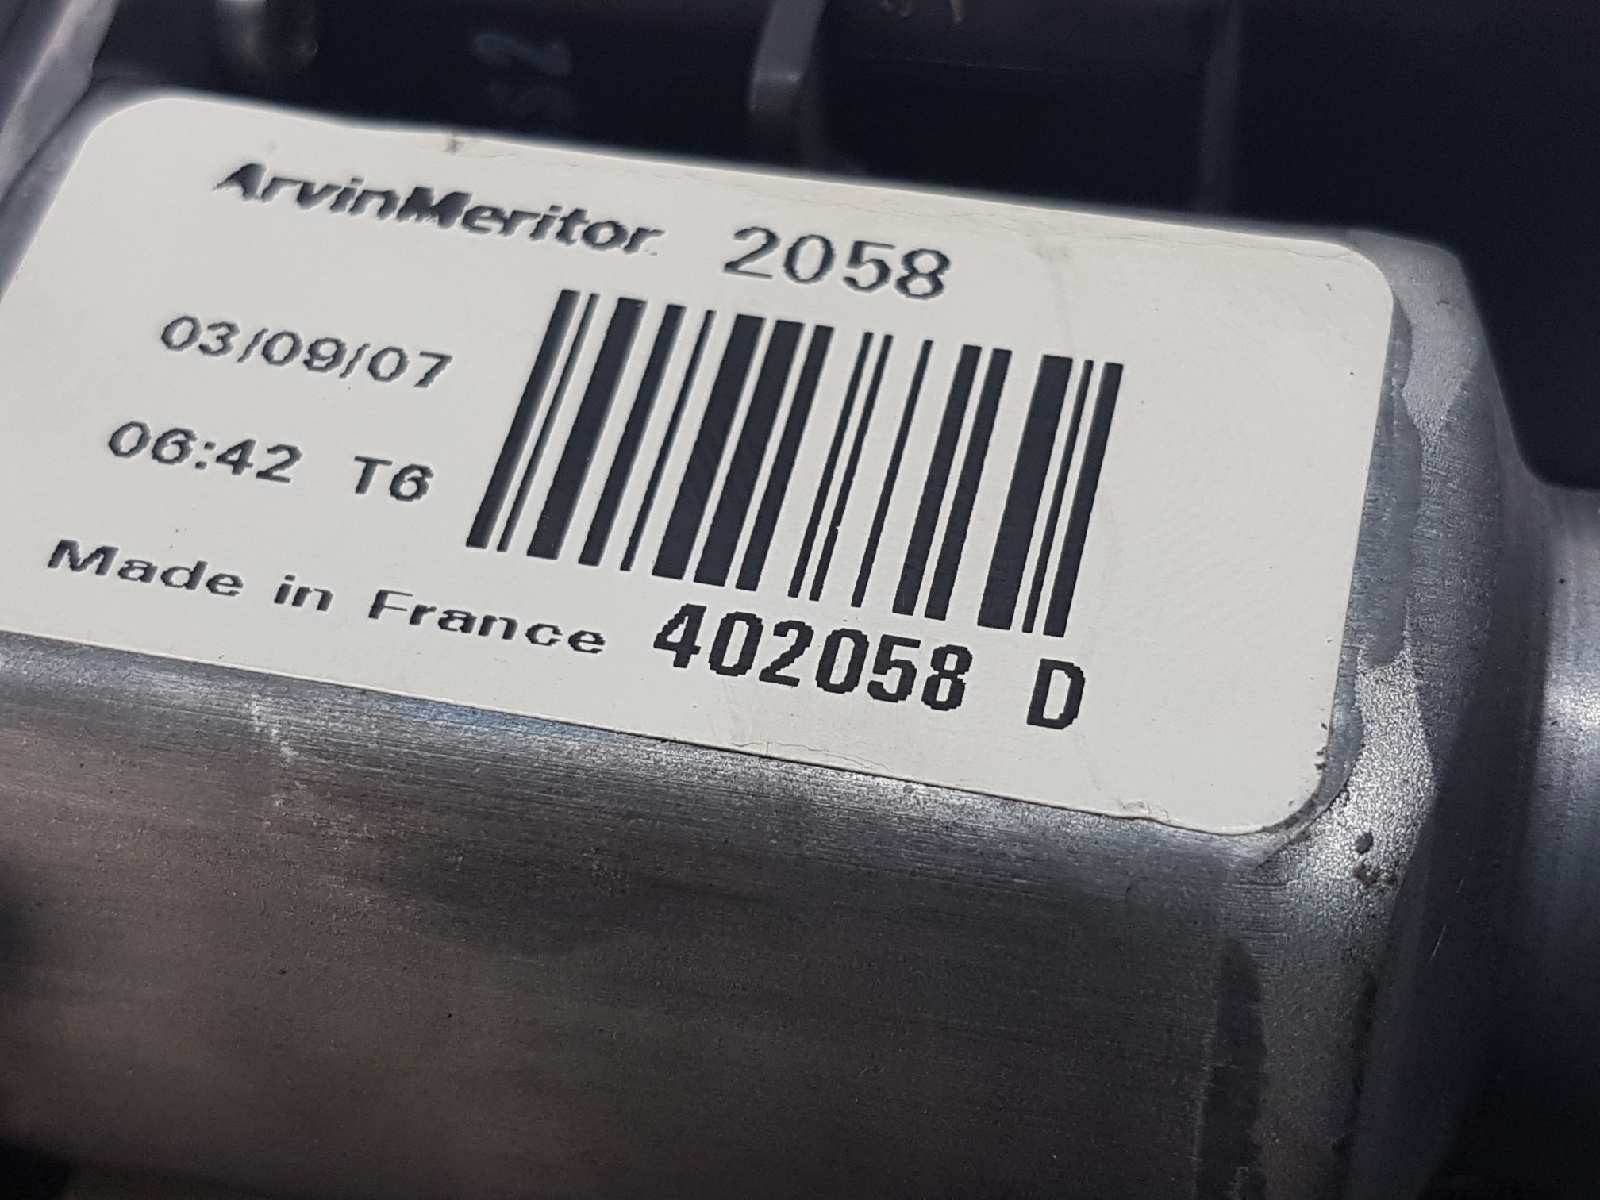 ArvinMeritor 2058
03/09/07
06:42 T6
Made in France 402058 D